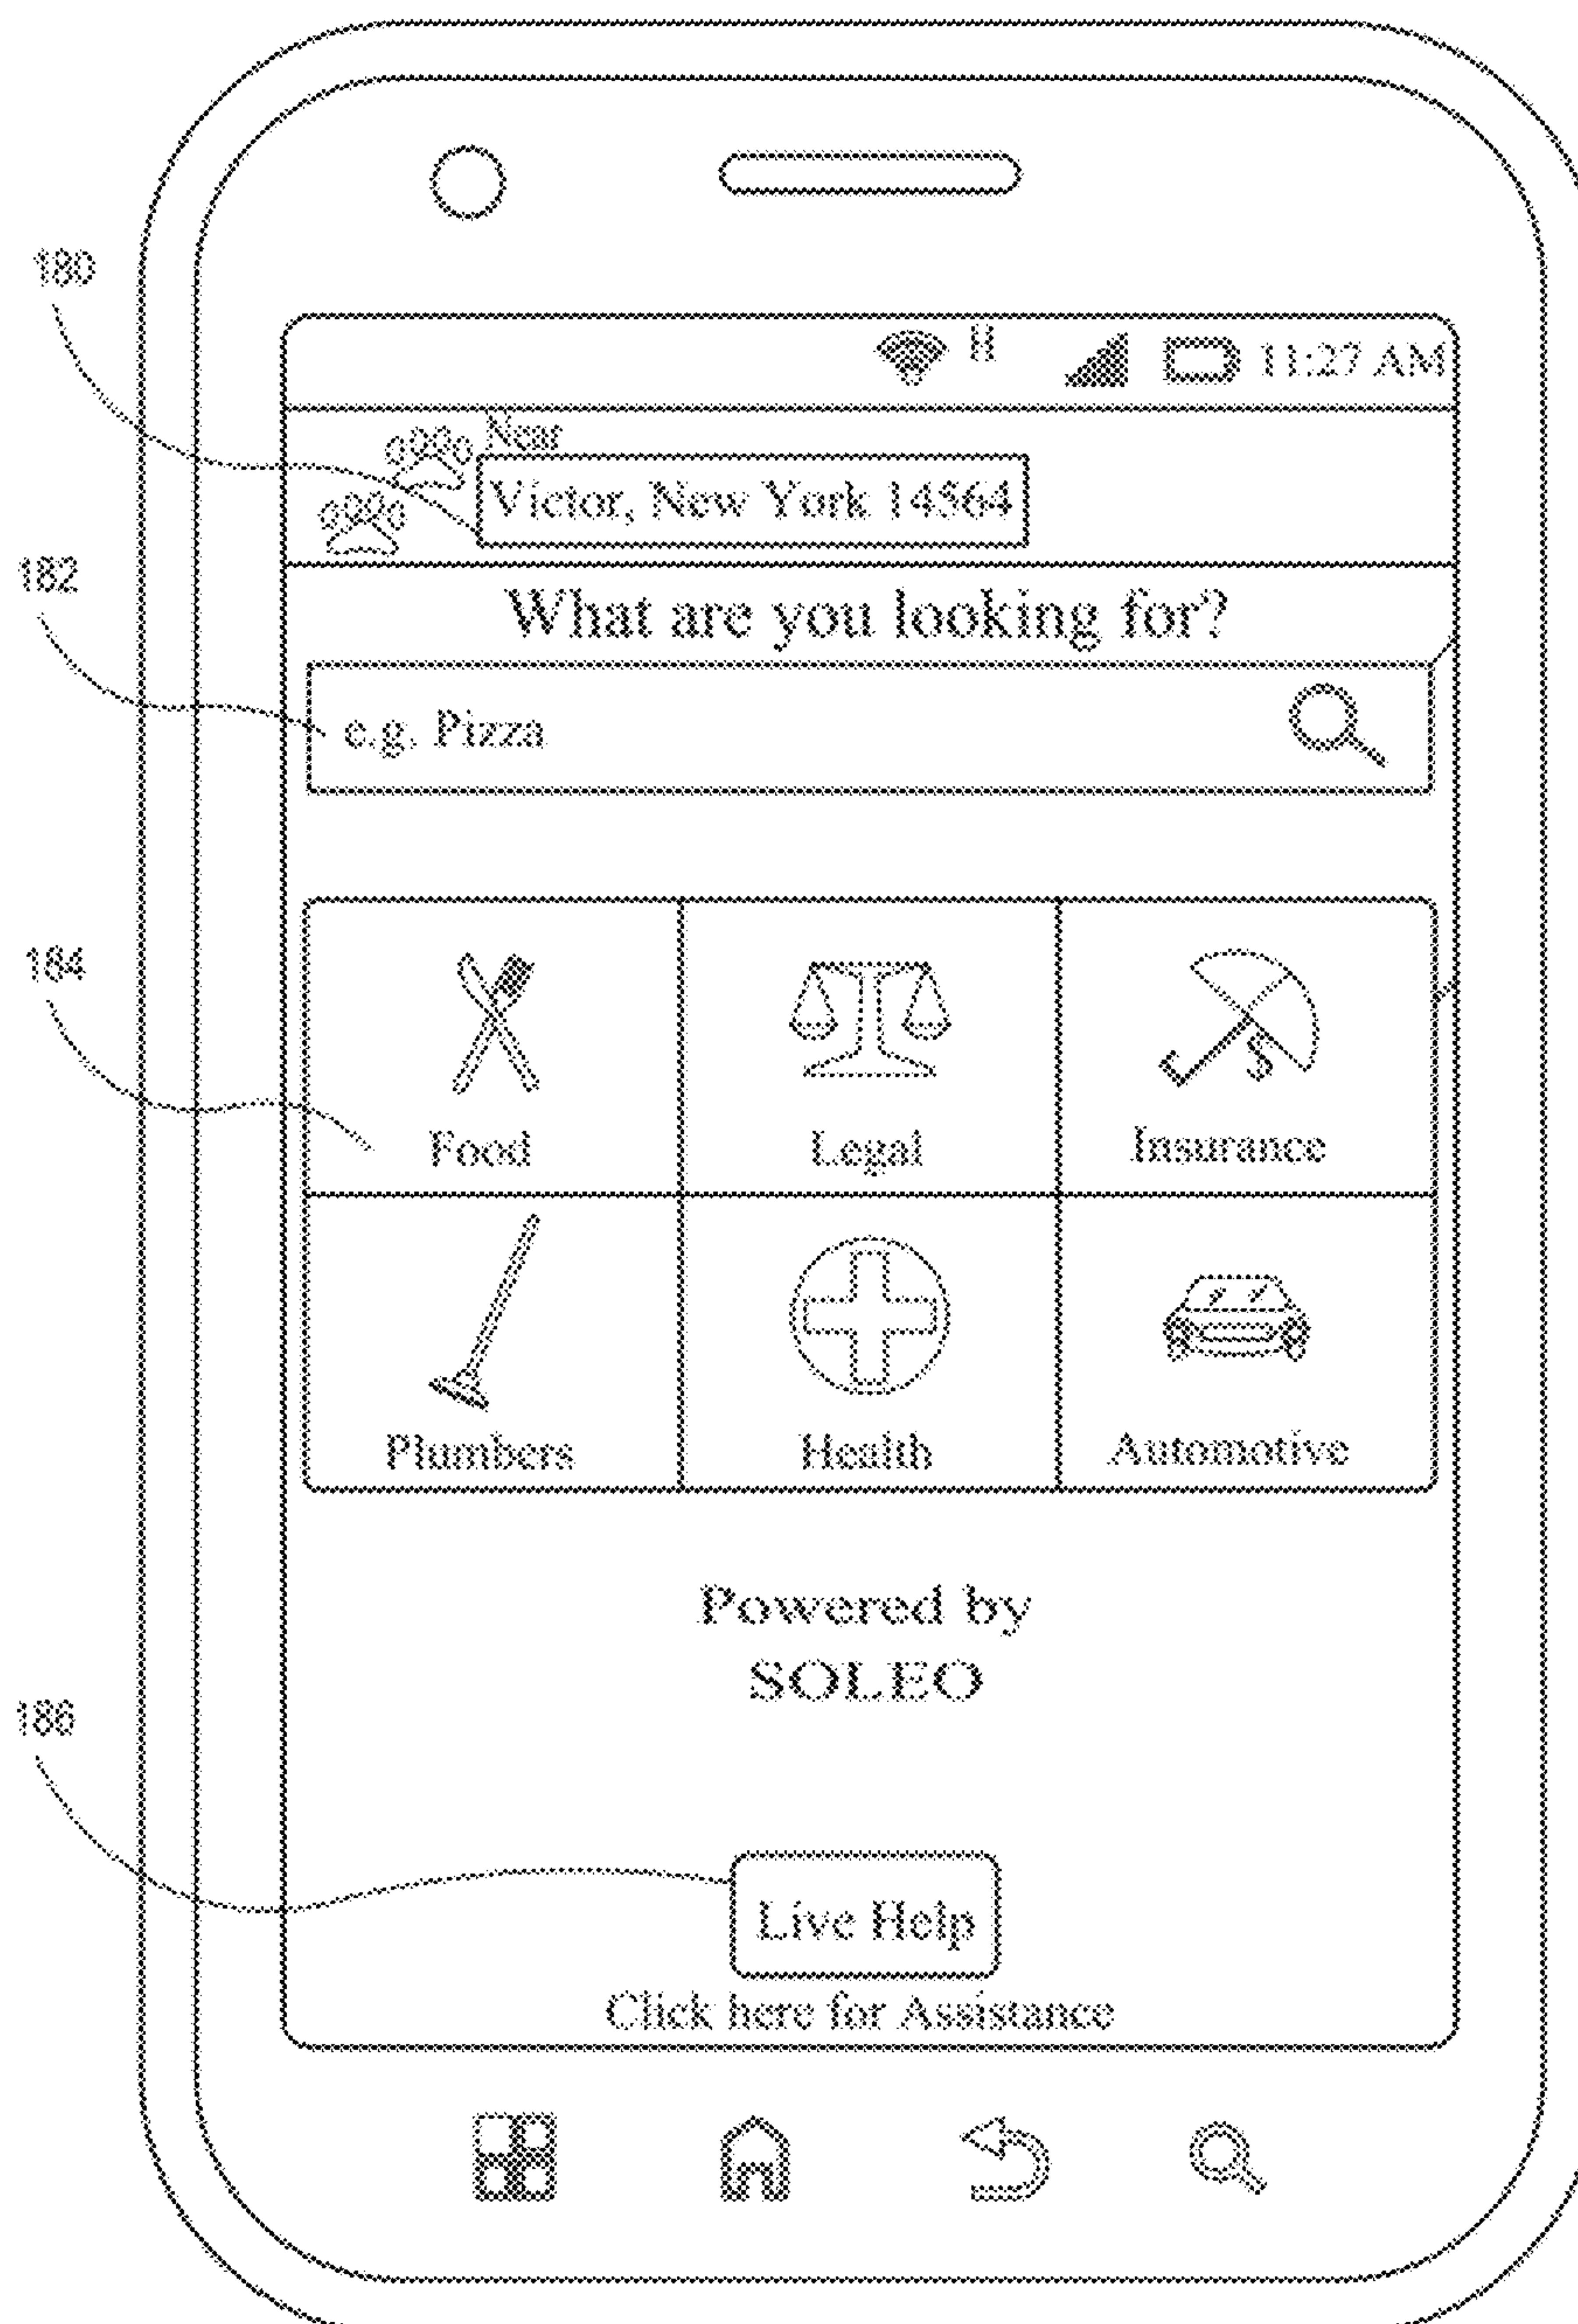 180
H 11:27 AM
Near
Victor, New York 14564
182
What are you looking for?
e.g. Pizza
184
Food Legal Insurance
$
Plumbers Health Automotive
Powered by
SOLEO
186
Live Help
Click here for Assistance